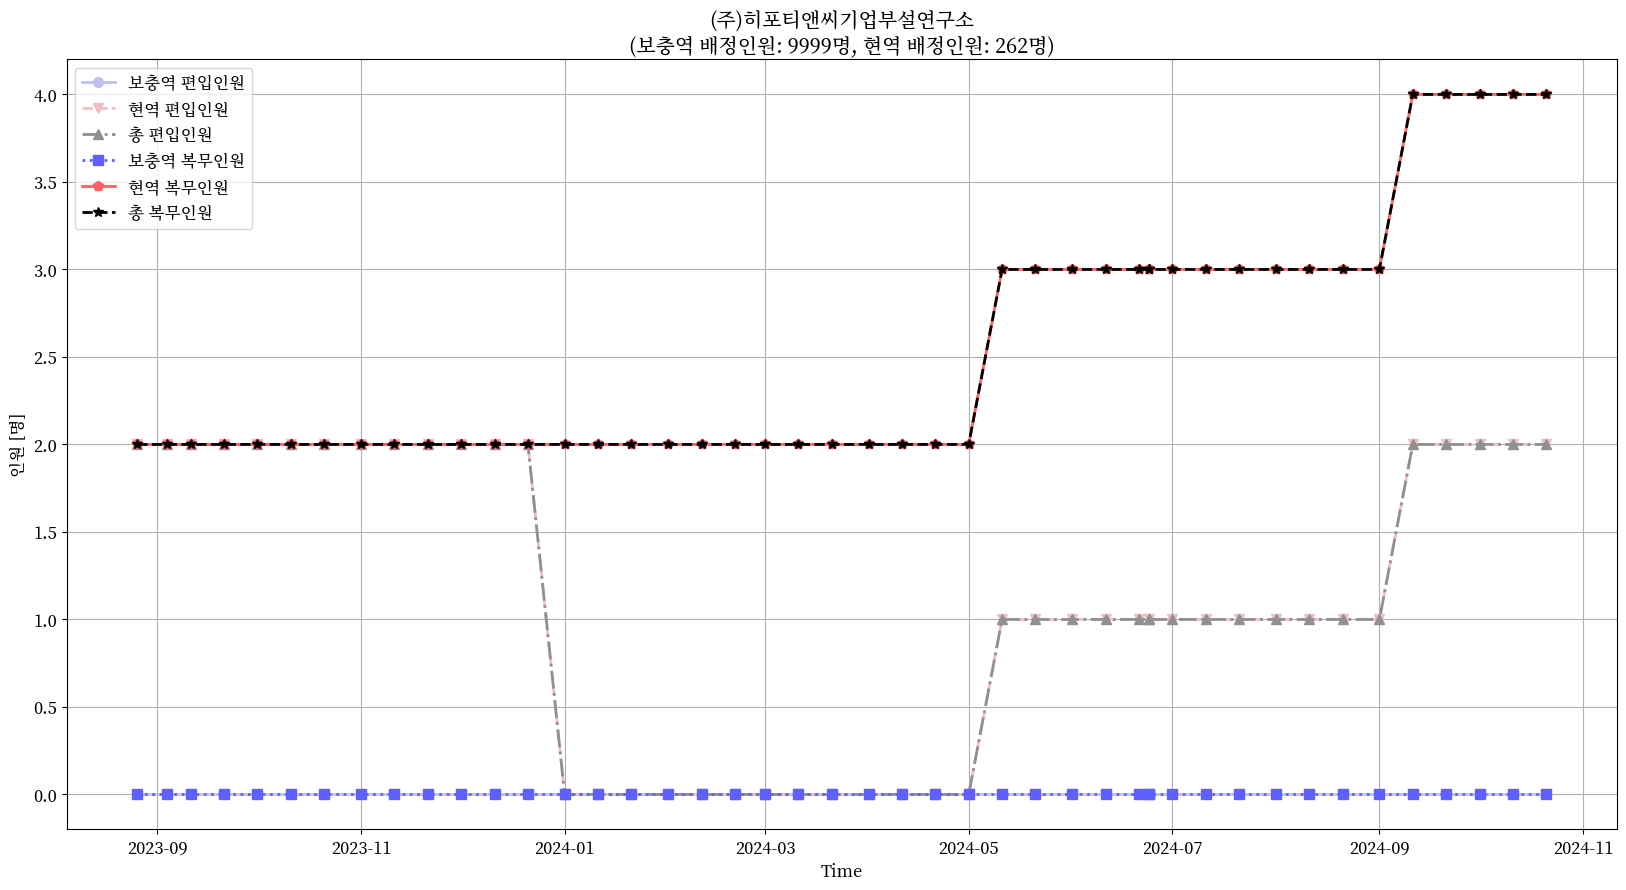 (주)히포티앤씨기업부설연구소
(보충역 배정인원: 9999명, 현역 배정인원: 262명)
보충역 편입인원
현역 편입인원
총 편입인원
보충역 복무인원
현역 복무인원
총 복무인원
4.0
3.5
3.0
2.5
2.0
1.5
1.0
0.5
0.0
인원 [명]
2023-09
2023-11
2024-01
2024-03
2024-05
2024-07
2024-09
2024-11
Time